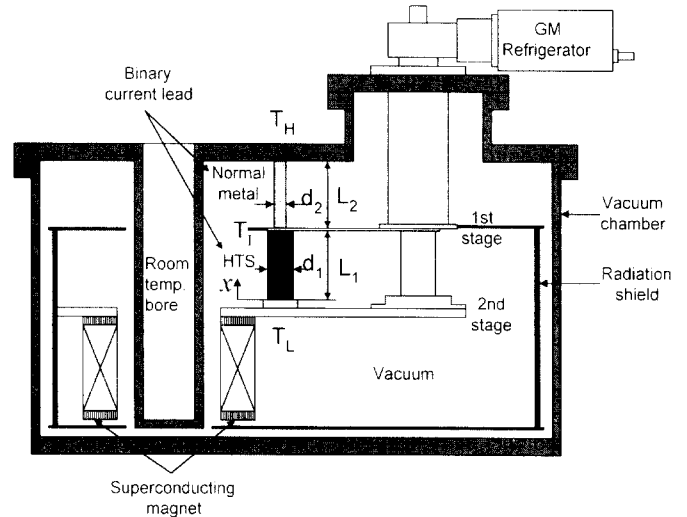 GM
Refrigerator
Binary
current lead
T_H
Normal
metal
d_2
L_2
T_I
1st
stage
Vacuum
chamber
HTS
d_1
L_1
Room
temp.
bore
x
Radiation
shield
2nd
stage
T_L
Vacuum
Superconducting
magnet